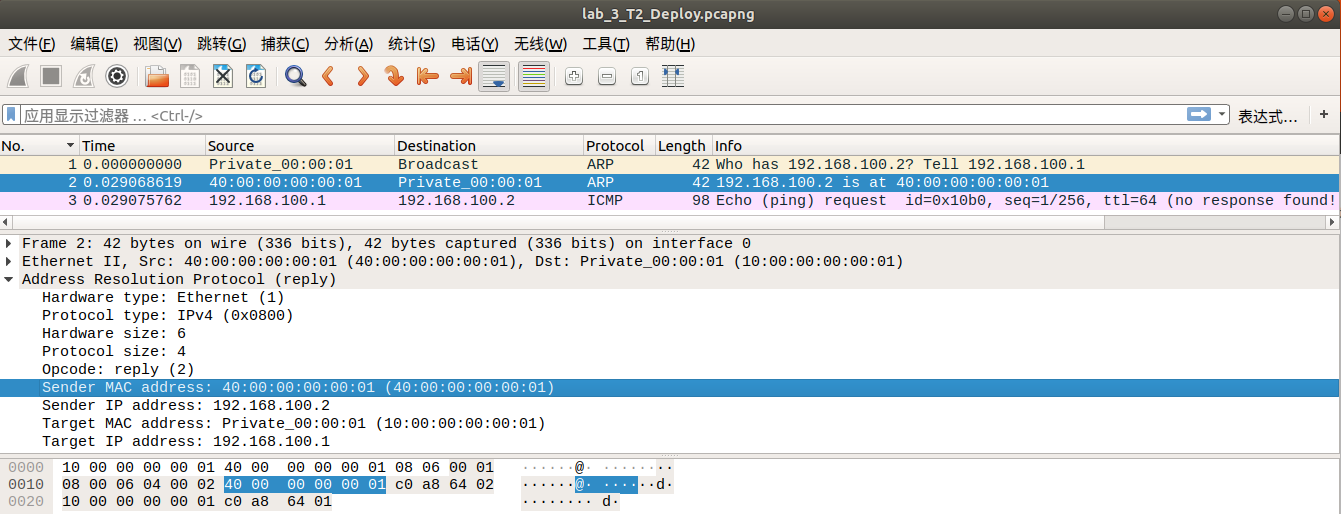 lab_3_T2_Deploy.pcapng
文件(F) 编辑(E) 视图(V) 跳转(G) 捕获(C) 分析(A) 统计(S) 电话(Y) 无线(W) 工具(T) 帮助(H)
应用显示过滤器 … <Ctrl-/> 表达式… +
No. Time Source Destination Protocol Length Info
1 0.000000000 Private_00:00:01 Broadcast ARP 42 Who has 192.168.100.2? Tell 192.168.100.1
2 0.029068619 40:00:00:00:00:01 Private_00:00:01 ARP 42 192.168.100.2 is at 40:00:00:00:00:01
3 0.029075762 192.168.100.1 192.168.100.2 ICMP 98 Echo (ping) request id=0x10b0, seq=1/256, ttl=64 (no response found!
Frame 2: 42 bytes on wire (336 bits), 42 bytes captured (336 bits) on interface 0
Ethernet II, Src: 40:00:00:00:00:01 (40:00:00:00:00:01), Dst: Private_00:00:01 (10:00:00:00:00:01)
Address Resolution Protocol (reply)
Hardware type: Ethernet (1)
Protocol type: IPv4 (0x0800)
Hardware size: 6
Protocol size: 4
Opcode: reply (2)
Sender MAC address: 40:00:00:00:00:01 (40:00:00:00:00:01)
Sender IP address: 192.168.100.2
Target MAC address: Private_00:00:01 (10:00:00:00:00:01)
Target IP address: 192.168.100.1
0000 10 00 00 00 00 01 40 00 00 00 00 01 08 06 00 01 ······@· ········
0010 08 00 06 04 00 02 40 00 00 00 00 01 c0 a8 64 02 ······@· ······d·
0020 10 00 00 00 00 01 c0 a8 64 01 ········ d·